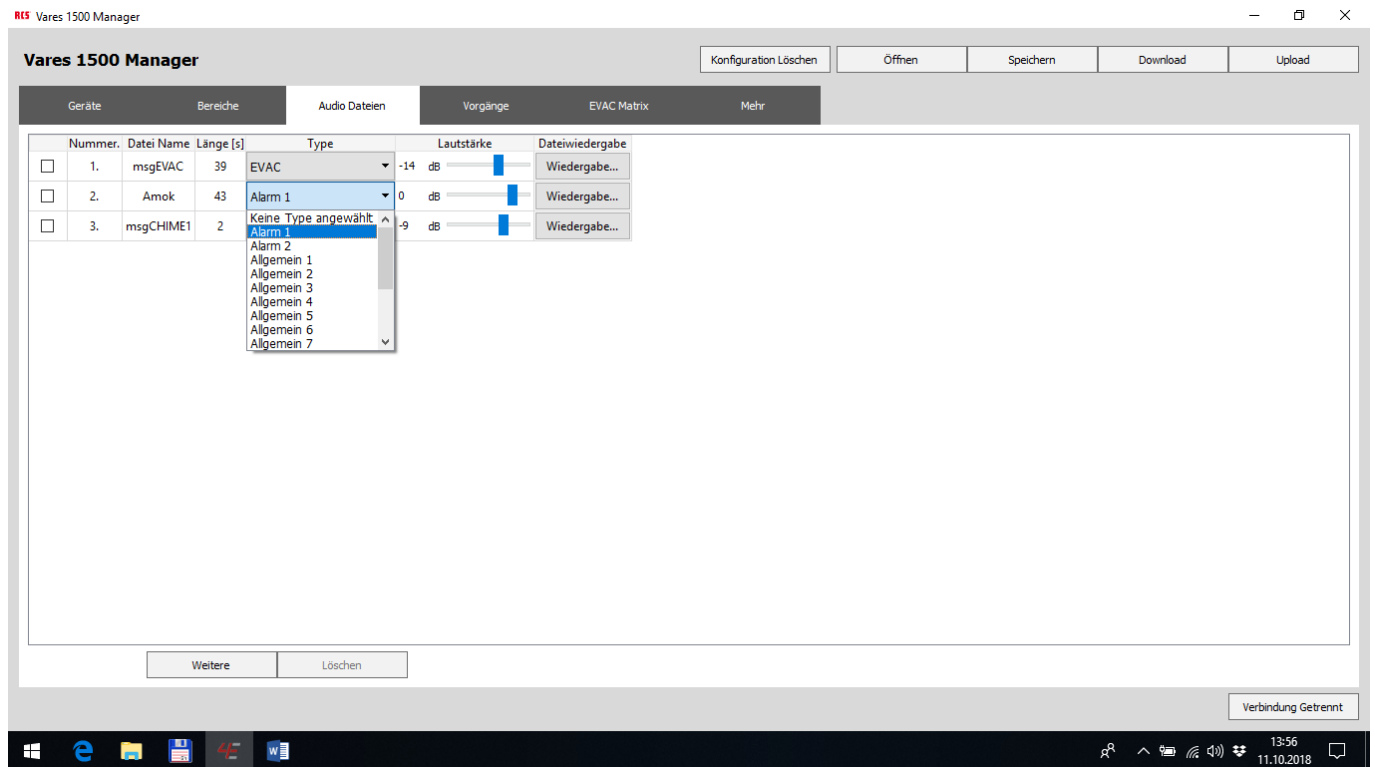 RCS Vares 1500 Manager
Vares 1500 Manager
Konfiguration Löschen Öffnen Speichern Download Upload
Geräte Bereiche Audio Dateien Vorgänge EVAC Matrix Mehr
Nummer. Datei Name Länge [s] Type Lautstärke Dateiwiedergabe
1. msgEVAC 39 EVAC -14 dB Wiedergabe...
2. Amok 43 Alarm 1 0 dB Wiedergabe...
3. msgCHIME1 2 -9 dB Wiedergabe...
Keine Type angewählt
Alarm 1
Alarm 2
Allgemein 1
Allgemein 2
Allgemein 3
Allgemein 4
Allgemein 5
Allgemein 6
Allgemein 7
Weitere Löschen
Verbindung Getrennt
13:56
11.10.2018